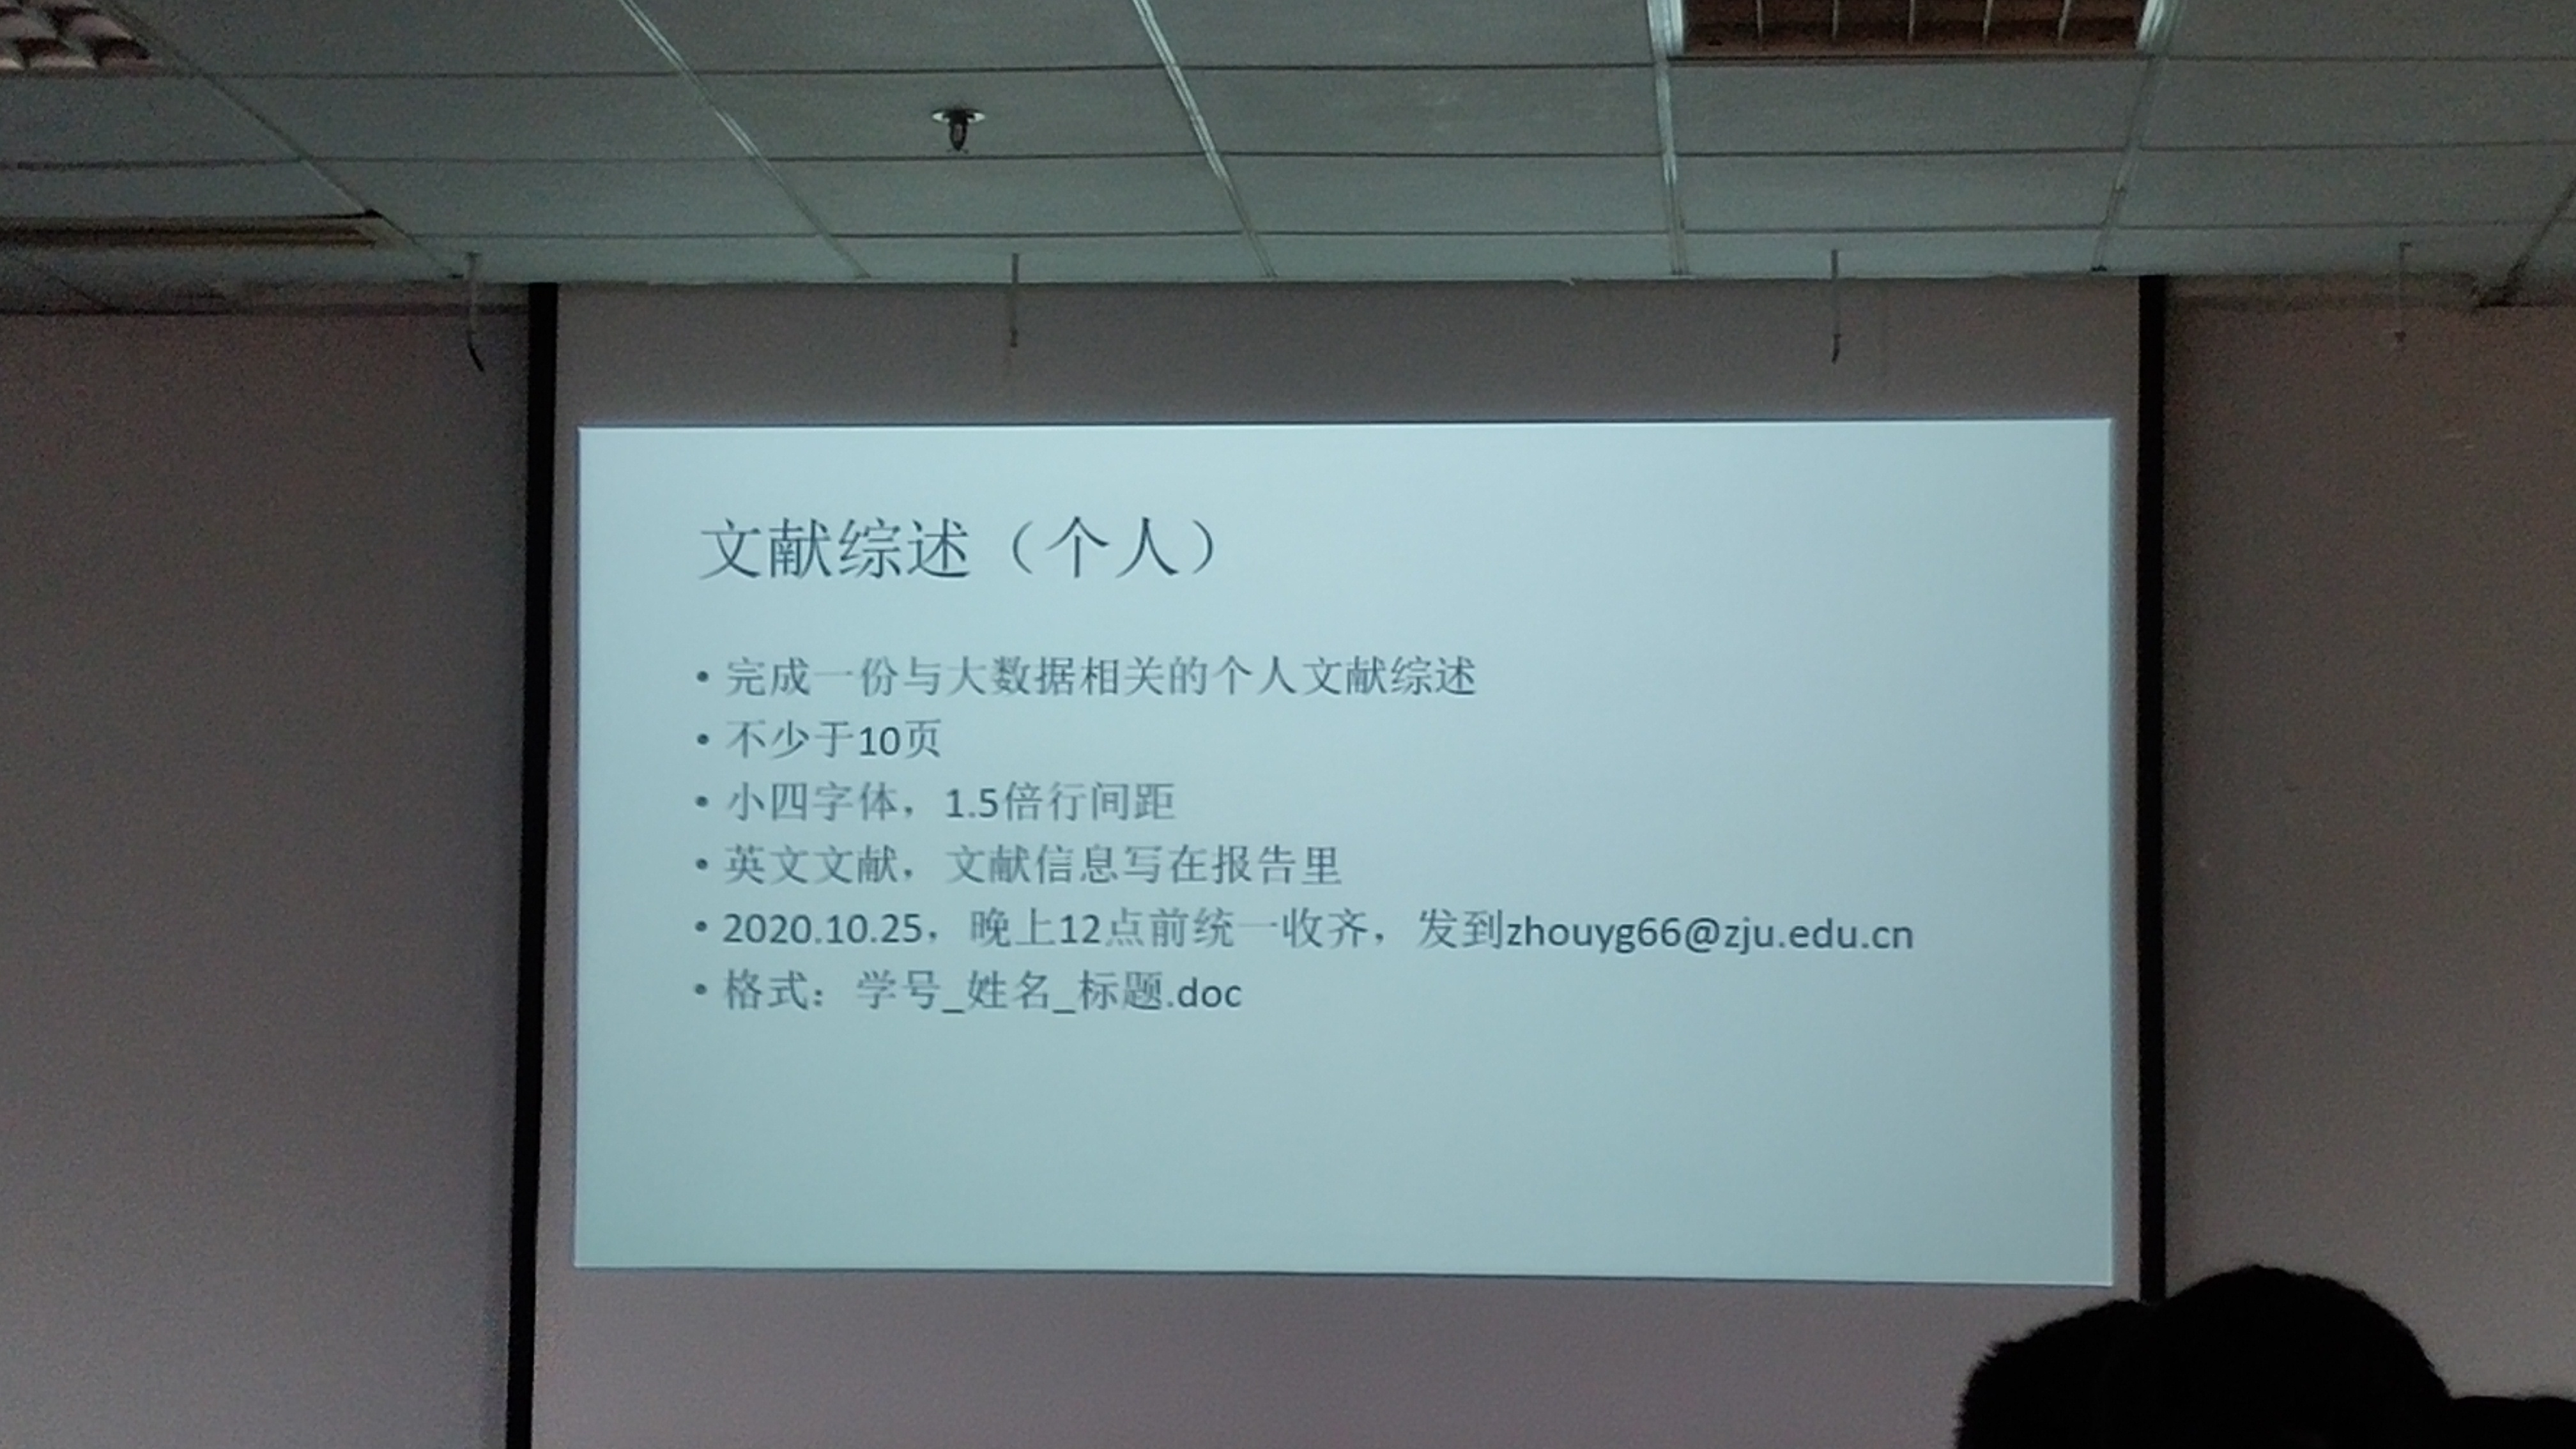 文献综述（个人）
• 完成一份与大数据相关的个人文献综述
• 不少于10页
• 小四字体，1.5倍行间距
• 英文文献，文献信息写在报告里
• 2020.10.25，晚上12点前统一收齐，发到zhouyg66@zju.edu.cn
• 格式：学号_姓名_标题.doc